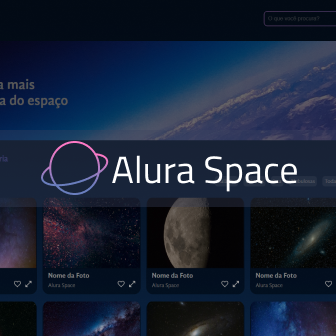 O que você procura?
a mais
a do espaço
ria
Alura Space
Nome da Foto
Alura Space
Nome da Foto
Alura Space
Nome da Foto
Alura Space